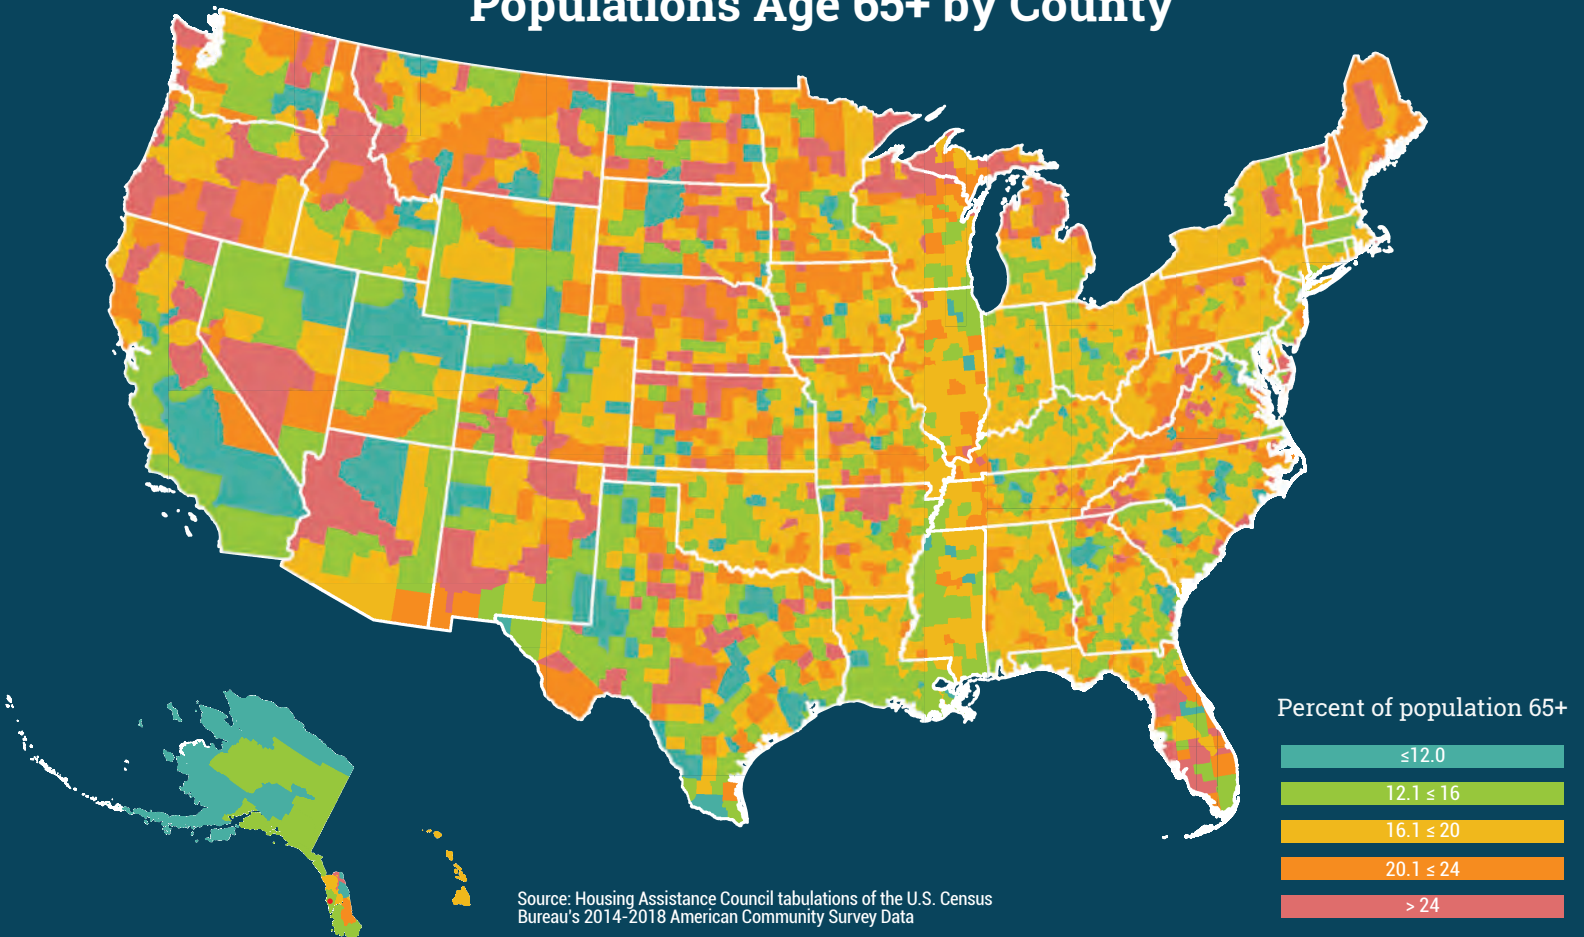 Populations Age 65+ by County
Percent of population 65+
≤12.0
12.1 ≤ 16
16.1 ≤ 20
20.1 ≤ 24
> 24
Source: Housing Assistance Council tabulations of the U.S. Census
Bureau's 2014-2018 American Community Survey Data